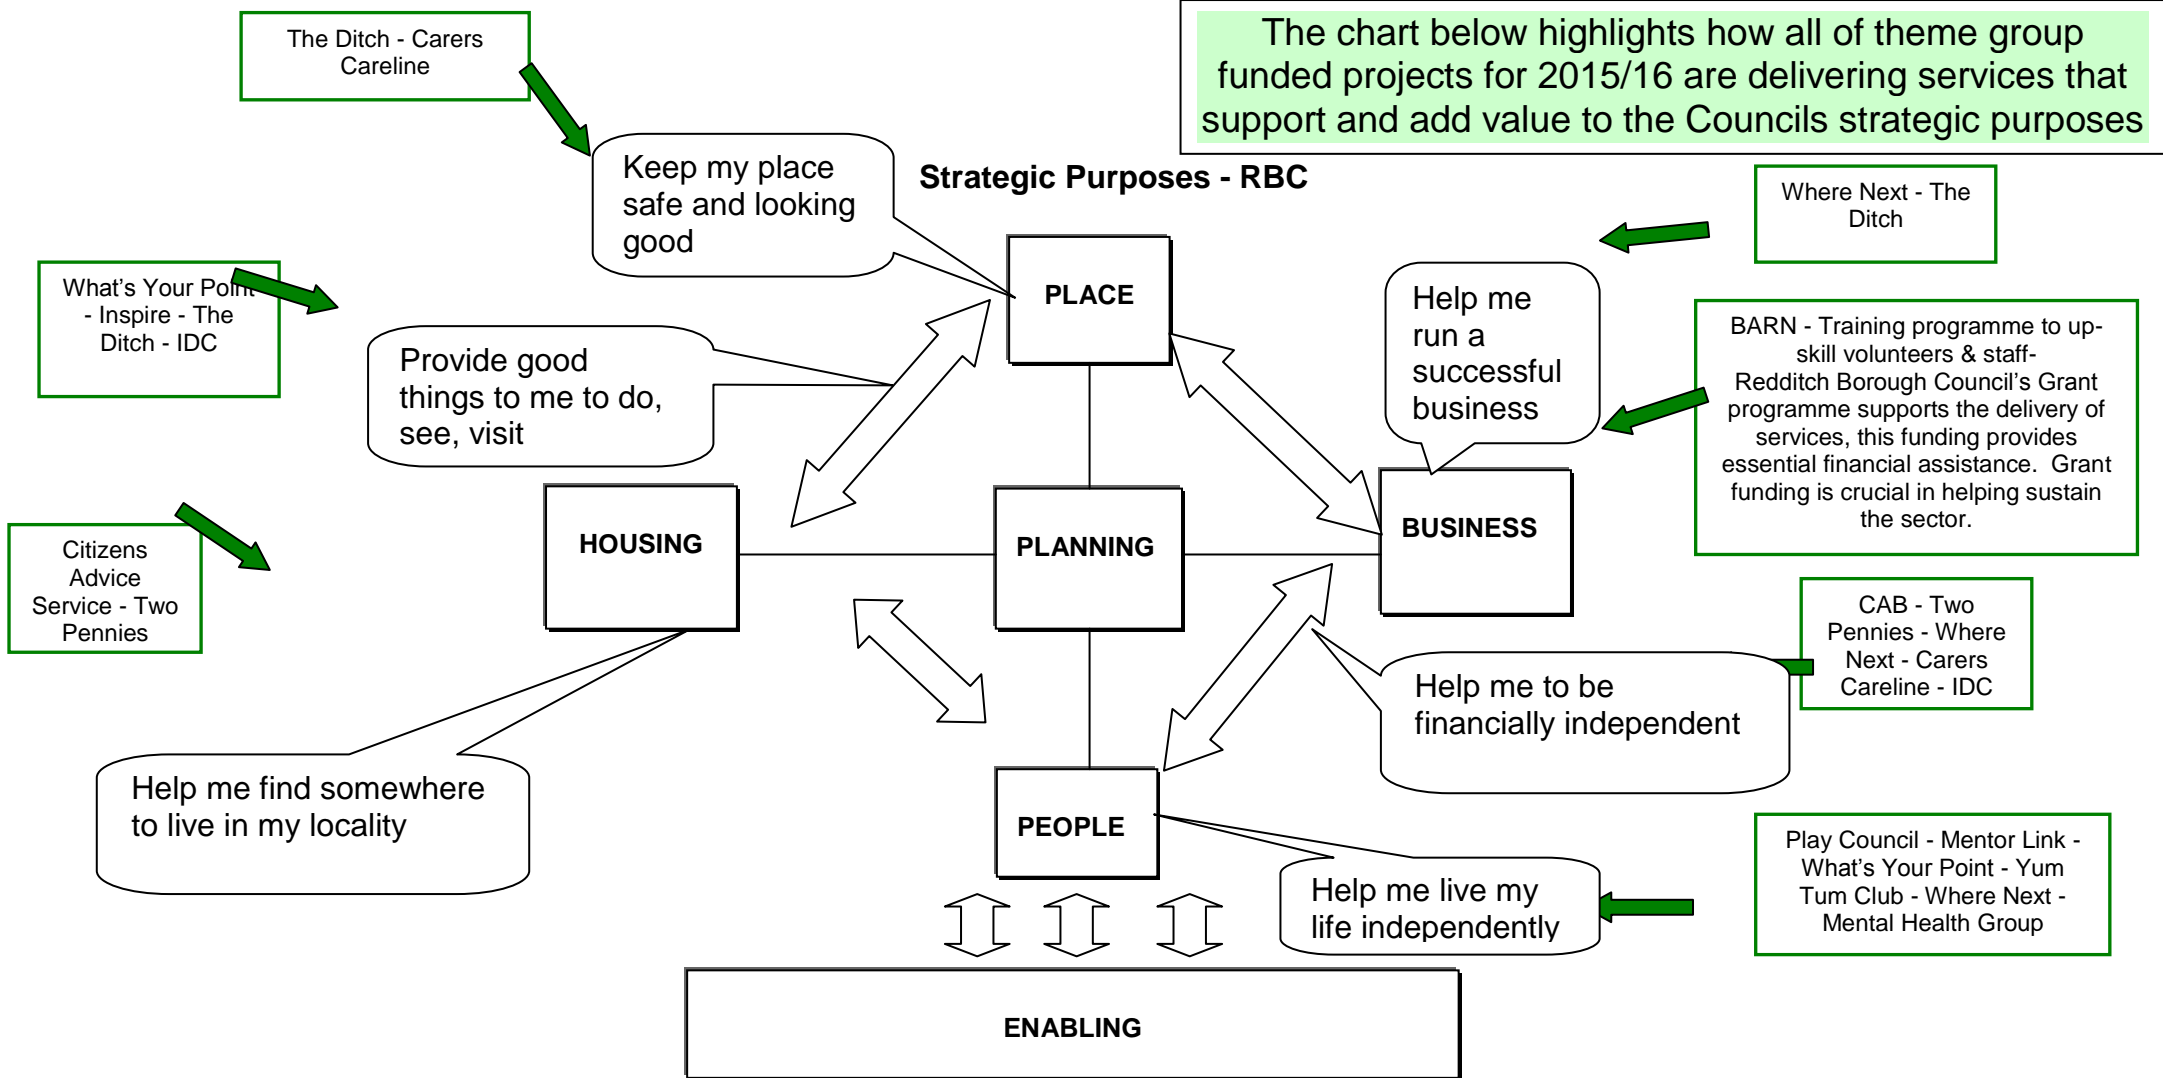 The chart below highlights how all of theme group
funded projects for 2015/16 are delivering services that
support and add value to the Councils strategic purposes
The Ditch - Carers
Careline
Keep my place
safe and looking
good
Strategic Purposes - RBC
Where Next - The
Ditch
What's Your Point
- Inspire - The
Ditch - IDC
PLACE
Help me
run a
successful
business
BARN - Training programme to up-
skill volunteers & staff-
Redditch Borough Council's Grant
programme supports the delivery of
services, this funding provides
essential financial assistance.  Grant
funding is crucial in helping sustain
the sector.
Provide good
things to me to do,
see, visit
Citizens
Advice
Service - Two
Pennies
HOUSING
PLANNING
BUSINESS
CAB - Two
Pennies - Where
Next - Carers
Careline - IDC
Help me to be
financially independent
Help me find somewhere
to live in my locality
PEOPLE
Help me live my
life independently
Play Council - Mentor Link -
What's Your Point - Yum
Tum Club - Where Next -
Mental Health Group
ENABLING